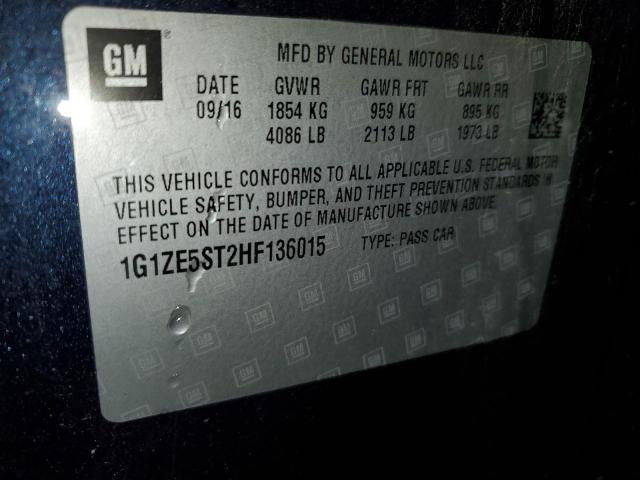 GM
MFD BY GENERAL MOTORS LLC
DATE GVWR GAWR FRT GAWR RR
09/16 1854 KG 959 KG 895 KG
4086 LB 2113 LB 1973 LB
THIS VEHICLE CONFORMS TO ALL APPLICABLE U.S. FEDERAL MOTOR
VEHICLE SAFETY, BUMPER, AND THEFT PREVENTION STANDARDS IN
EFFECT ON THE DATE OF MANUFACTURE SHOWN ABOVE.
1G1ZE5ST2HF136015 TYPE: PASS CAR